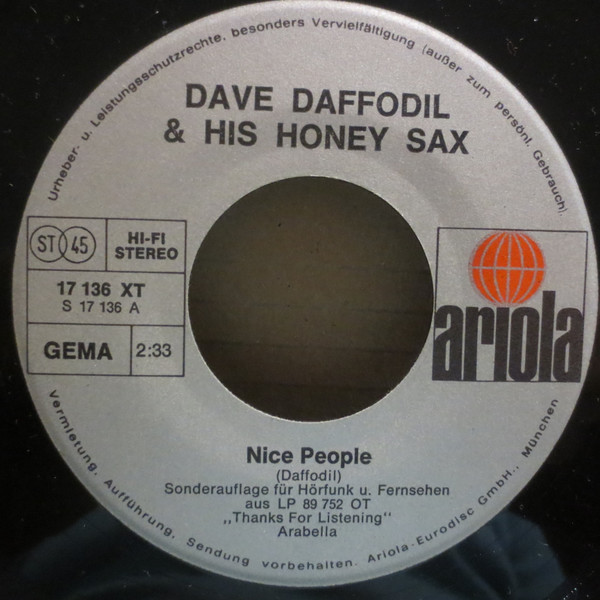 Urheber- u. Leistungsschutzrechte, besonders Vervielfältigung (außer zum persönl. Gebrauch),
DAVE DAFFODIL
& HIS HONEY SAX
ST 45
HI-FI
STEREO
17 136 XT
S 17 136 A
GEMA 2:33
ariola
Nice People
(Daffodil)
Sonderauflage für Hörfunk u. Fernsehen
aus LP 89 752 OT
„Thanks For Listening“
Arabella
Vermietung, Aufführung, Sendung vorbehalten. Ariola-Eurodisc GmbH., München